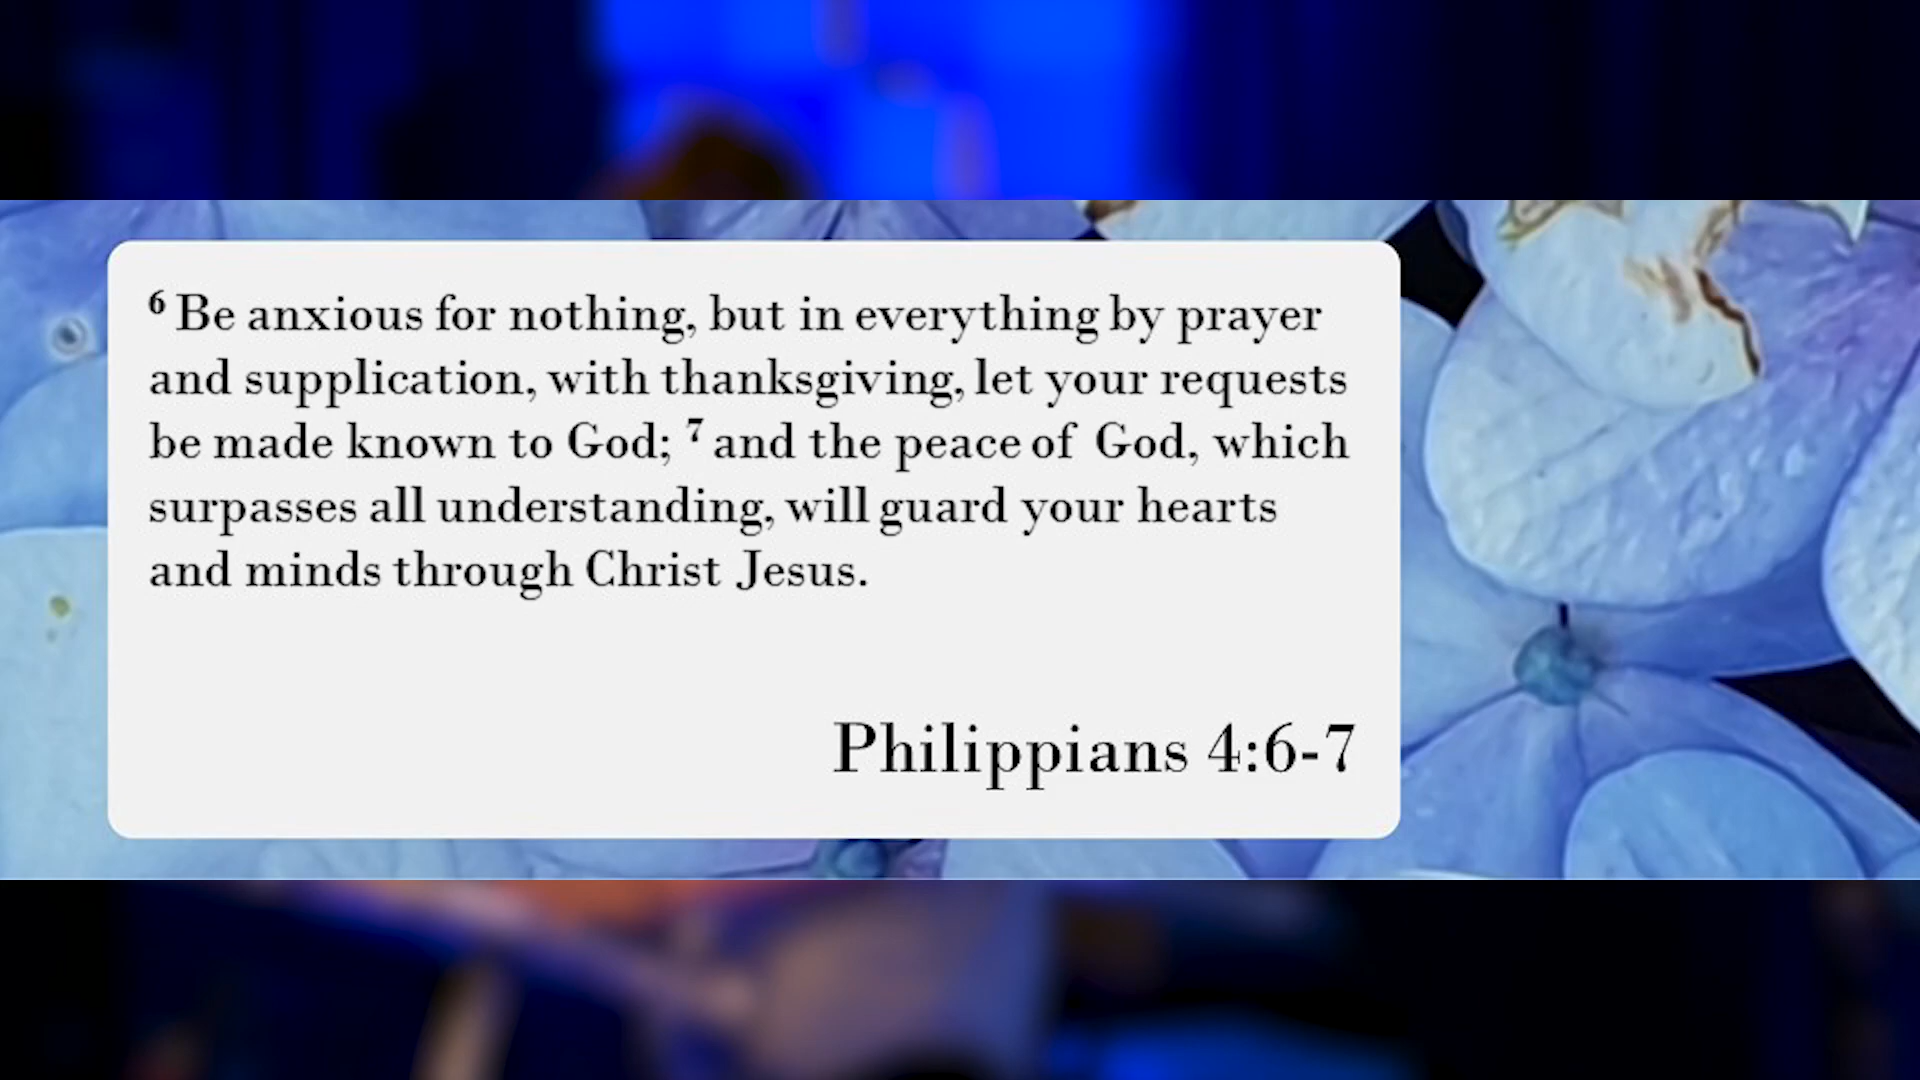 6 Be anxious for nothing, but in everything by prayer
and supplication, with thanksgiving, let your requests
be made known to God; 7 and the peace of God, which
surpasses all understanding, will guard your hearts
and minds through Christ Jesus.
Philippians 4:6-7